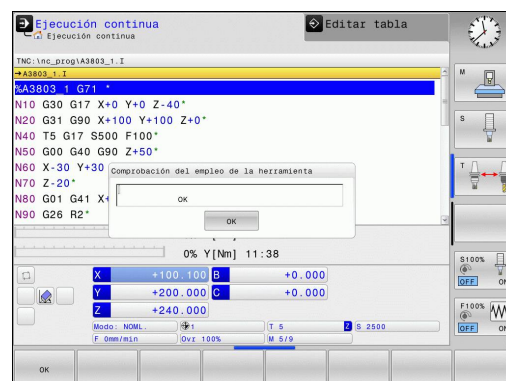 Ejecución continua
Ejecución continua
Editar tabla
TNC:\nc_prog\A3803_1.I
→A3803_1.I
%A3803_1 G71 *
N10 G30 G17 X+0 Y+0 Z-40*
N20 G31 G90 X+100 Y+100 Z+0*
N40 T5 G17 S500 F100*
N50 G00 G40 G90 Z+50*
N60 X-30 Y+30
N70 Z-20*
N80 G01 G41 X+
N90 G26 R2*
Comprobación del empleo de la herramienta
OK
OK
0% Y[Nm] 11:38
X +100.100 B +0.000
Y +200.000 C +0.000
Z +240.000
Modo: NOML. 1 T 5 Z S 2500
F 0mm/min Ovr 100% M 5/9
M
S
T
S100%
OFF ON
F100%
OFF ON
OK